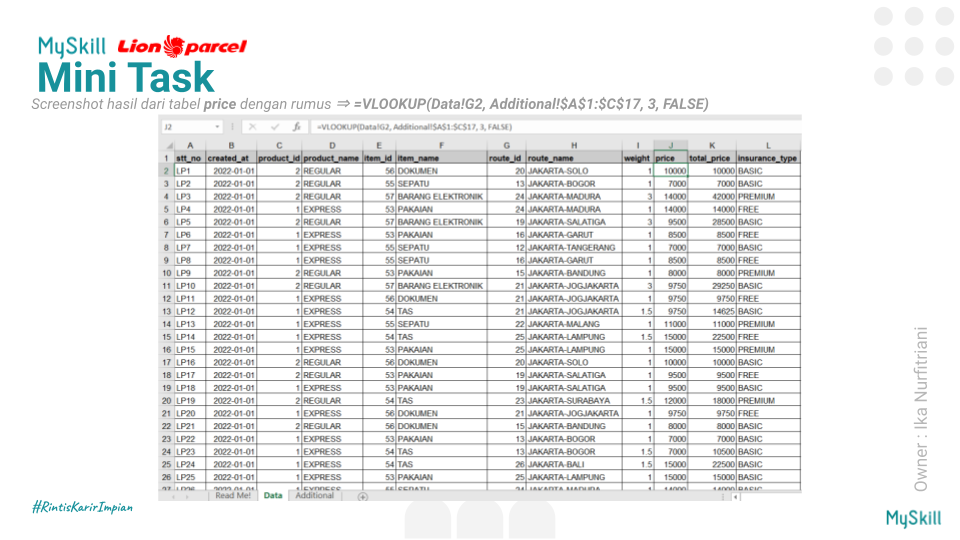 MySkill Lion parcel
Mini Task
Screenshot hasil dari tabel price dengan rumus ⇒ =VLOOKUP(Data!G2, Additional!$A$1:$C$17, 3, FALSE)
J2 fx =VLOOKUP(Data!G2, Additional!$A$1:$C$17, 3, FALSE)
A B C D E F G H I J K L
1 stt_no created_at product_id product_name item_id item_name route_id route_name weight price total_price insurance_type
2 LP1 2022-01-01 2 REGULAR 56 DOKUMEN 20 JAKARTA-SOLO 1 10000 10000 BASIC
3 LP2 2022-01-01 2 REGULAR 55 SEPATU 13 JAKARTA-BOGOR 1 7000 7000 BASIC
4 LP3 2022-01-01 2 REGULAR 57 BARANG ELEKTRONIK 24 JAKARTA-MADURA 3 14000 42000 PREMIUM
5 LP4 2022-01-01 1 EXPRESS 53 PAKAIAN 24 JAKARTA-MADURA 1 14000 14000 FREE
6 LP5 2022-01-01 2 REGULAR 57 BARANG ELEKTRONIK 19 JAKARTA-SALATIGA 3 9500 28500 BASIC
7 LP6 2022-01-01 1 EXPRESS 53 PAKAIAN 16 JAKARTA-GARUT 1 8500 8500 FREE
8 LP7 2022-01-01 1 EXPRESS 55 SEPATU 12 JAKARTA-TANGERANG 1 7000 7000 BASIC
9 LP8 2022-01-01 1 EXPRESS 55 SEPATU 16 JAKARTA-GARUT 1 8500 8500 FREE
10 LP9 2022-01-01 2 REGULAR 53 PAKAIAN 15 JAKARTA-BANDUNG 1 8000 8000 PREMIUM
11 LP10 2022-01-01 2 REGULAR 57 BARANG ELEKTRONIK 21 JAKARTA-JOGJAKARTA 3 9750 29250 BASIC
12 LP11 2022-01-01 1 EXPRESS 56 DOKUMEN 21 JAKARTA-JOGJAKARTA 1 9750 9750 FREE
13 LP12 2022-01-01 1 EXPRESS 54 TAS 21 JAKARTA-JOGJAKARTA 1.5 9750 14625 BASIC
14 LP13 2022-01-01 1 EXPRESS 55 SEPATU 22 JAKARTA-MALANG 1 11000 11000 PREMIUM
15 LP14 2022-01-01 1 EXPRESS 54 TAS 25 JAKARTA-LAMPUNG 1.5 15000 22500 FREE
16 LP15 2022-01-01 1 EXPRESS 53 PAKAIAN 25 JAKARTA-LAMPUNG 1 15000 15000 PREMIUM
17 LP16 2022-01-01 2 REGULAR 56 DOKUMEN 20 JAKARTA-SOLO 1 10000 10000 BASIC
18 LP17 2022-01-01 2 REGULAR 53 PAKAIAN 19 JAKARTA-SALATIGA 1 9500 9500 FREE
19 LP18 2022-01-01 1 EXPRESS 53 PAKAIAN 19 JAKARTA-SALATIGA 1 9500 9500 BASIC
20 LP19 2022-01-01 2 REGULAR 54 TAS 23 JAKARTA-SURABAYA 1.5 12000 18000 PREMIUM
21 LP20 2022-01-01 1 EXPRESS 56 DOKUMEN 21 JAKARTA-JOGJAKARTA 1 9750 9750 FREE
22 LP21 2022-01-01 2 REGULAR 56 DOKUMEN 15 JAKARTA-BANDUNG 1 8000 8000 BASIC
23 LP22 2022-01-01 1 EXPRESS 53 PAKAIAN 13 JAKARTA-BOGOR 1 7000 7000 BASIC
24 LP23 2022-01-01 1 EXPRESS 54 TAS 13 JAKARTA-BOGOR 1.5 7000 10500 BASIC
25 LP24 2022-01-01 1 EXPRESS 54 TAS 26 JAKARTA-BALI 1.5 15000 22500 BASIC
26 LP25 2022-01-01 1 EXPRESS 53 PAKAIAN 25 JAKARTA-LAMPUNG 1 15000 15000 BASIC
27 LP26 2022-01-01 1 EXPRESS 55 SEPATU 24 JAKARTA-MADURA 1 14000 14000 BASIC
Read Me! Data Additional
Owner : Ika Nurfitriani
#RintisKarirImpian
MySkill